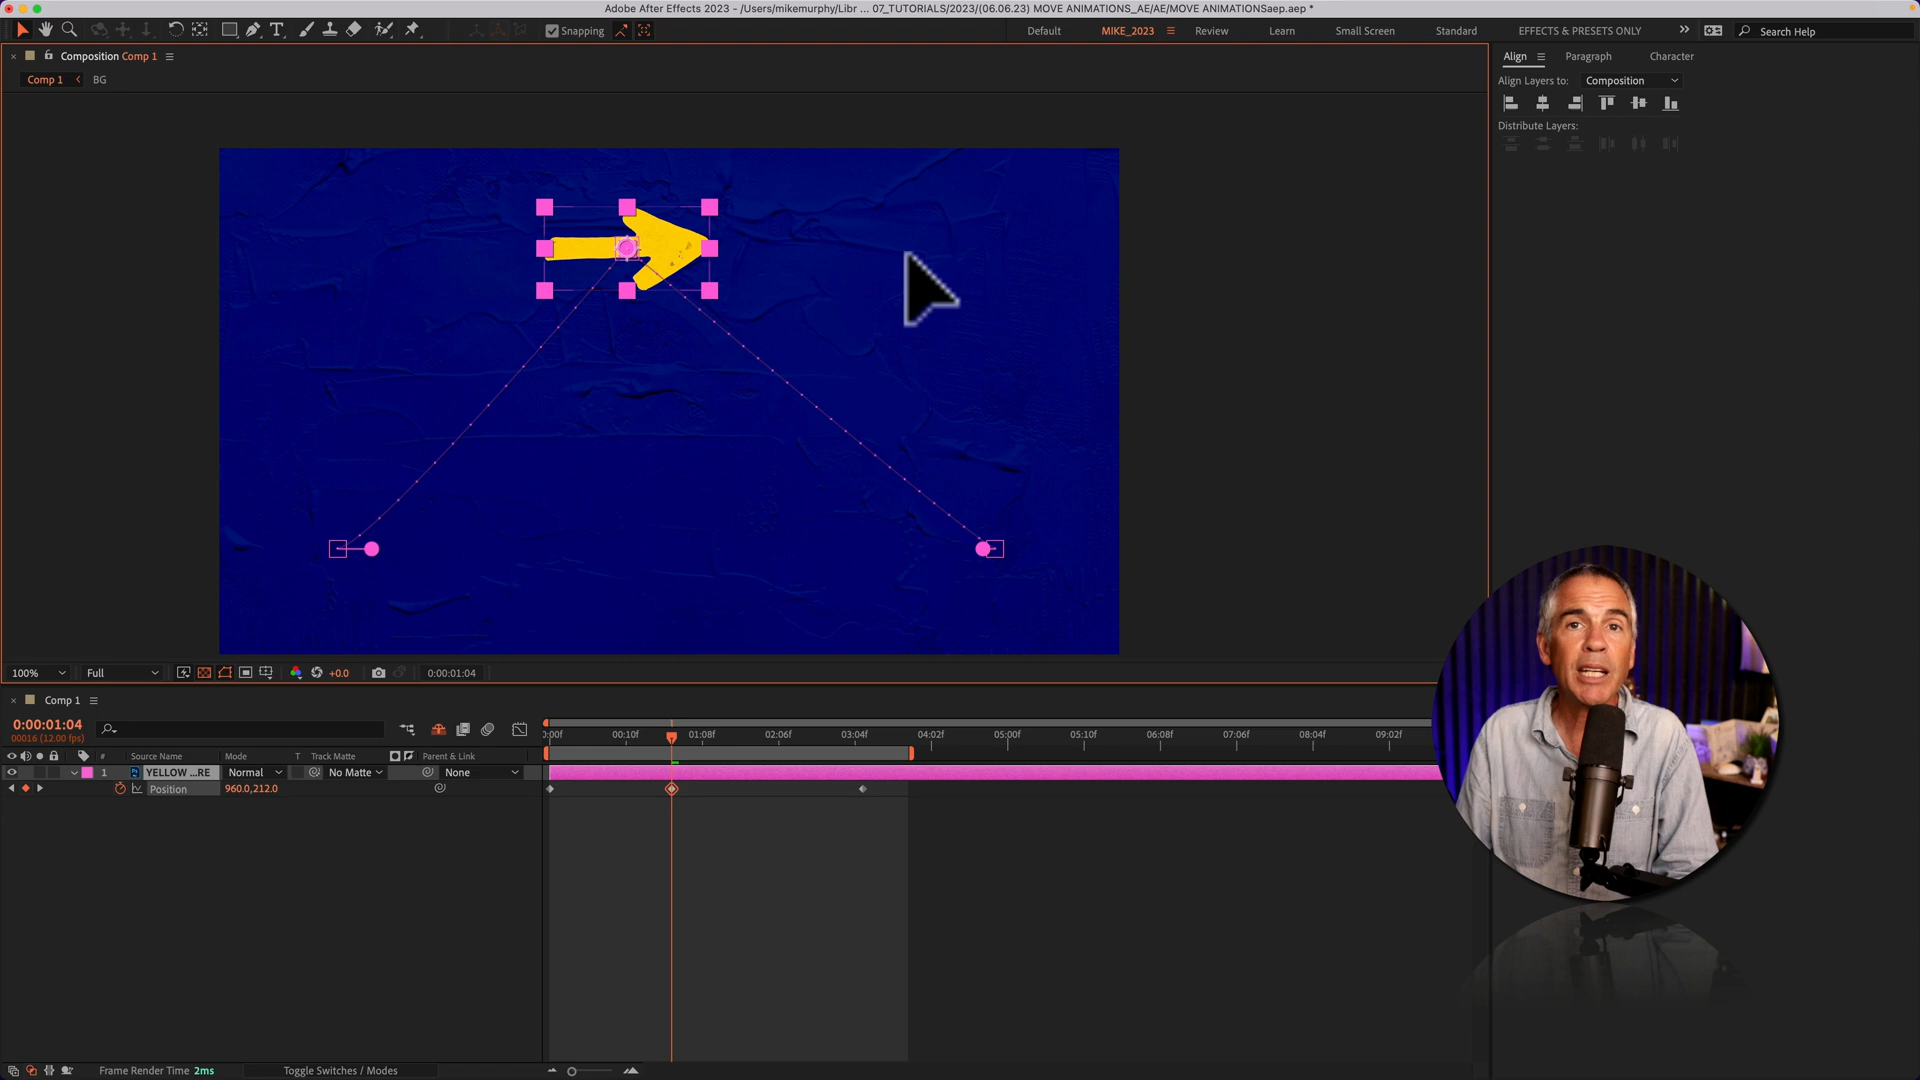 Adobe After Effects 2023 - /Users/mikemurphy/Libr ... 07_TUTORIALS/2023/(06.06.23) MOVE ANIMATIONS_AE/AE/MOVE ANIMATIONSaep.aep *
Snapping
Default
MIKE_2023
Review
Learn
Small Screen
Standard
EFFECTS & PRESETS ONLY
Search Help
Composition Comp 1
Comp 1
BG
Align
Paragraph
Character
Align Layers to:
Composition
Distribute Layers:
100%
Full
+0.0
0:00:01:04
Comp 1
0:00:01:04
00016 (12.00 fps)
#
Source Name
Mode
T
Track Matte
Parent & Link
0:00f
00:10f
01:08f
02:06f
03:04f
04:02f
05:00f
05:10f
06:08f
07:06f
08:04f
09:02f
1
YELLOW ...RE
Normal
No Matte
None
Position
960.0,212.0
Frame Render Time 2ms
Toggle Switches / Modes